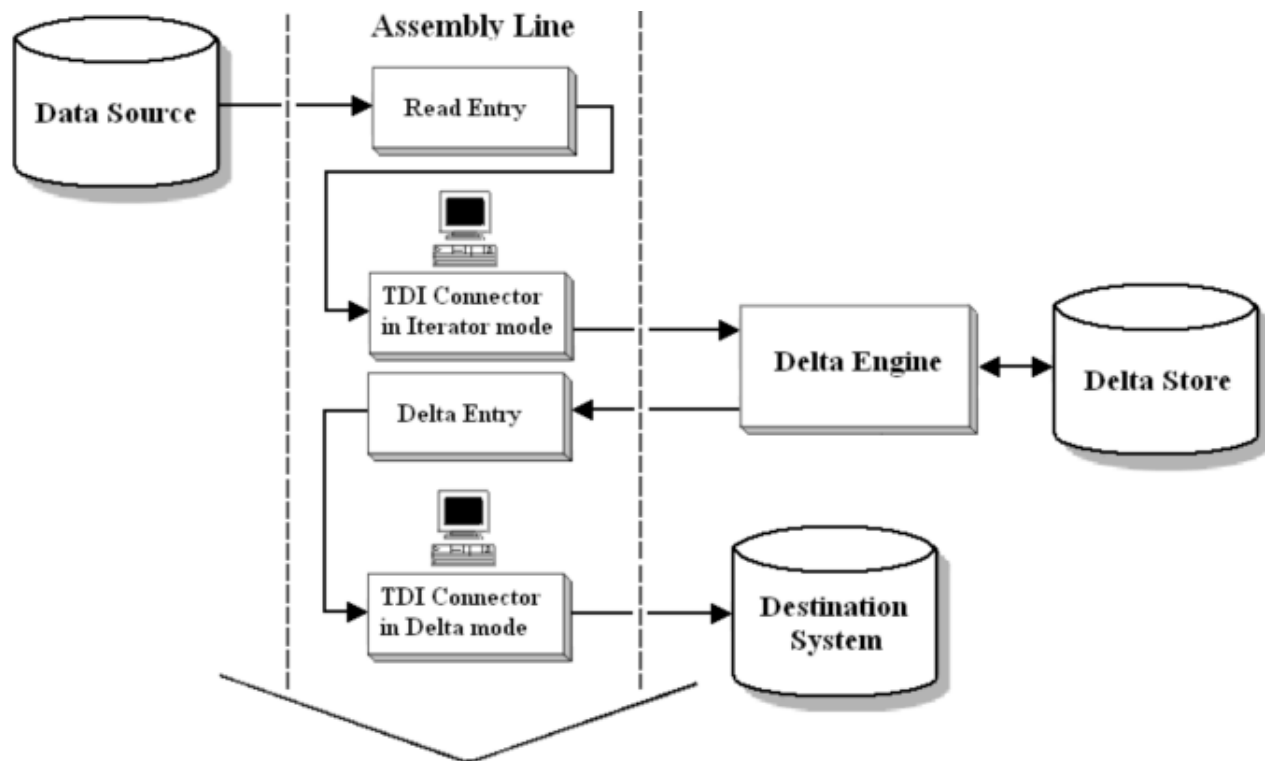 Assembly Line
Data Source
Read Entry
TDI Connector
in Iterator mode
Delta Engine
Delta Store
Delta Entry
TDI Connector
in Delta mode
Destination
System